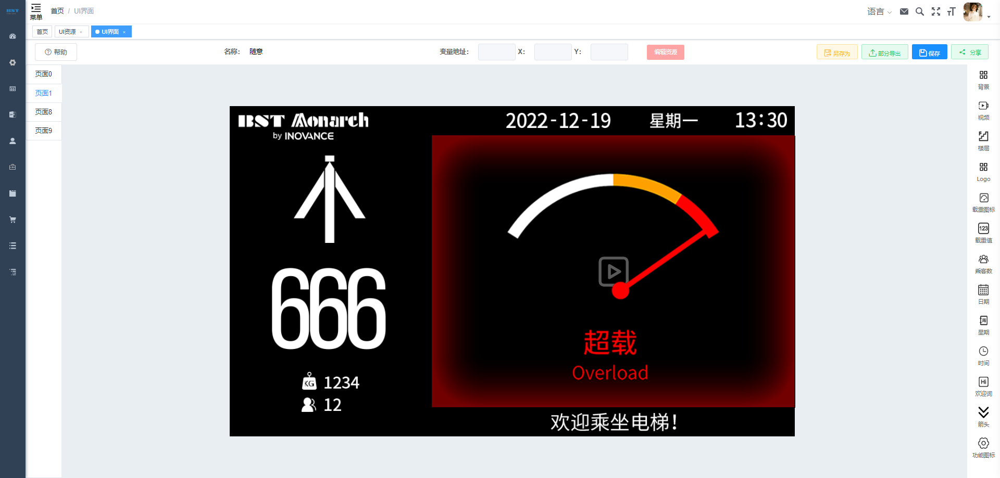 BST
菜单
首页 / UI界面
语言
首页
UI资源 ×
UI界面 ×
帮助
名称: 随意
变量地址: X: Y:
编辑资源
另存为
部分导出
保存
分享
页面0
页面1
页面8
页面9
BST Monarch
by INOVANCE
2022-12-19 星期一 13:30
666
KG 1234
12
超载
Overload
欢迎乘坐电梯！
背景
视频
楼层
Logo
载重图标
123
载重值
乘客数
日期
周
星期
时间
Hi
欢迎词
箭头
功能图标